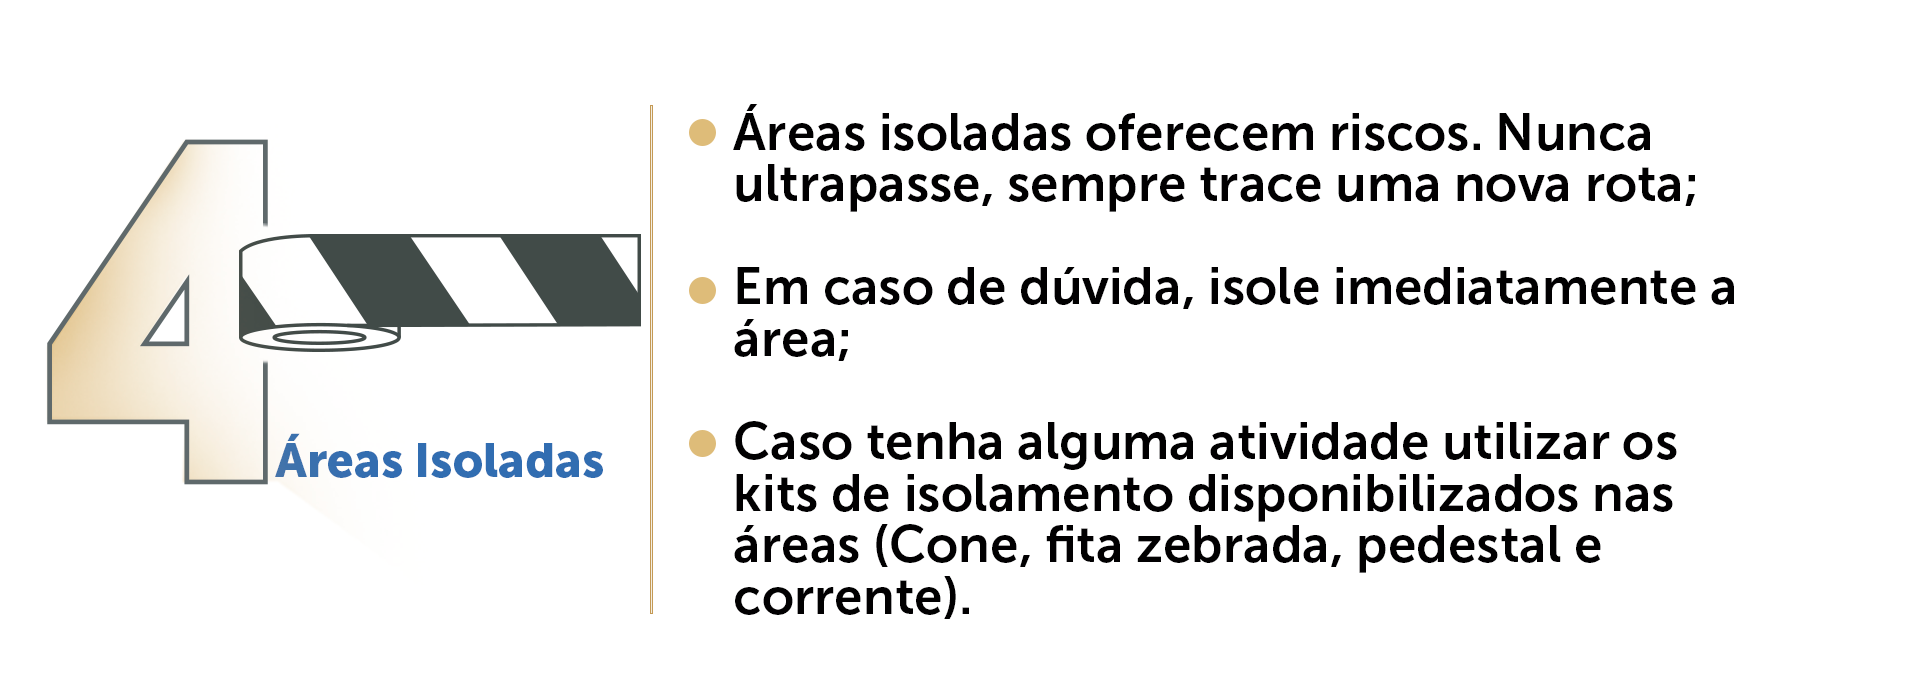 4
Áreas Isoladas
Áreas isoladas oferecem riscos. Nunca
ultrapasse, sempre trace uma nova rota;
Em caso de dúvida, isole imediatamente a
área;
Caso tenha alguma atividade utilizar os
kits de isolamento disponibilizados nas
áreas (Cone, fita zebrada, pedestal e
corrente).